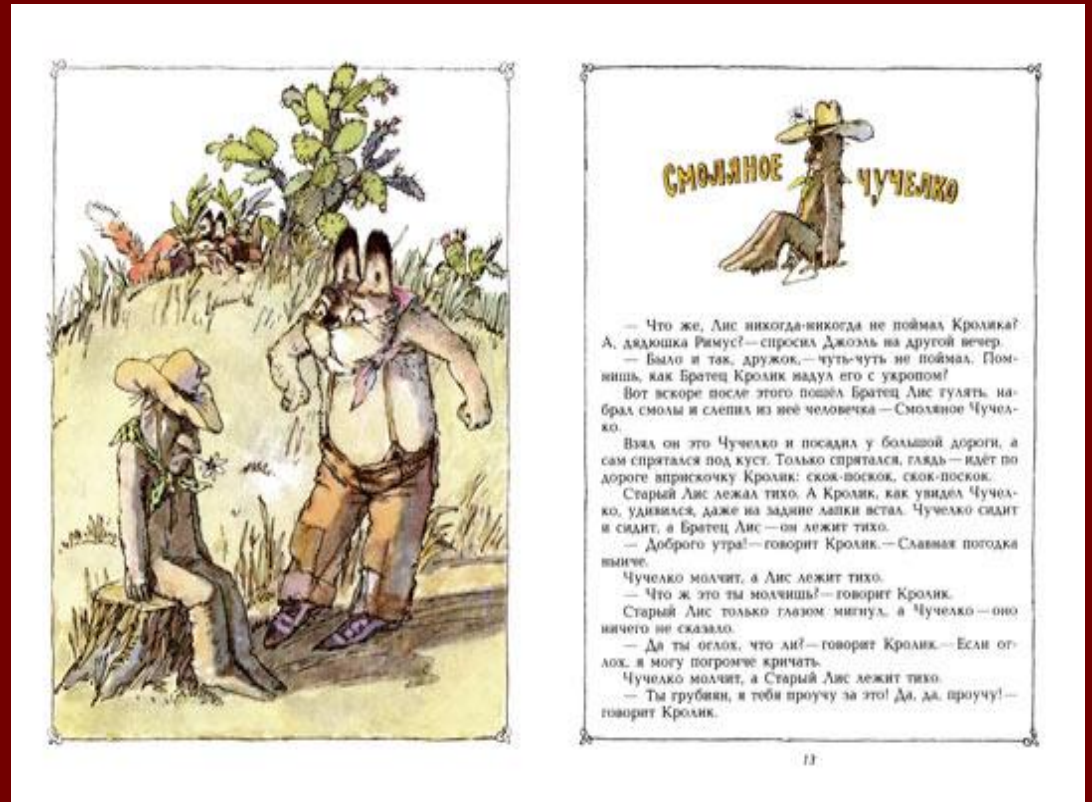 СМОЛЯНОЕ ЧУЧЕЛКО
— Что же, Лис никогда-никогда не поймал Кролика?
А, дядюшка Римус? — спросил Джоэль на другой вечер.
— Было и так, дружок, — чуть-чуть не поймал. Пом-
нишь, как Братец Кролик надул его с укропом?
Вот вскоре после этого пошёл Братец Лис гулять, на-
брал смолы и слепил из неё человечка — Смоляное Чучел-
ко.
Взял он это Чучелко и посадил у большой дороги, а
сам спрятался под куст. Только спрятался, глядь — идёт по
дороге вприскочку Кролик: скок-поскок, скок-поскок.
Старый Лис лежал тихо. А Кролик, как увидел Чучел-
ко, удивился, даже на задние лапки встал. Чучелко сидит
и сидит, а Братец Лис — он лежит тихо.
— Доброго утра! — говорит Кролик. — Славная погодка
нынче.
Чучелко молчит, а Лис лежит тихо.
— Что ж это ты молчишь? — говорит Кролик.
Старый Лис только глазом мигнул, а Чучелко — оно
ничего не сказало.
— Да ты оглох, что ли? — говорит Кролик. — Если ог-
лох, я могу погромче кричать.
Чучелко молчит, а Старый Лис лежит тихо.
— Ты грубиян, я тебя проучу за это! Да, да, проучу! —
говорит Кролик.
13